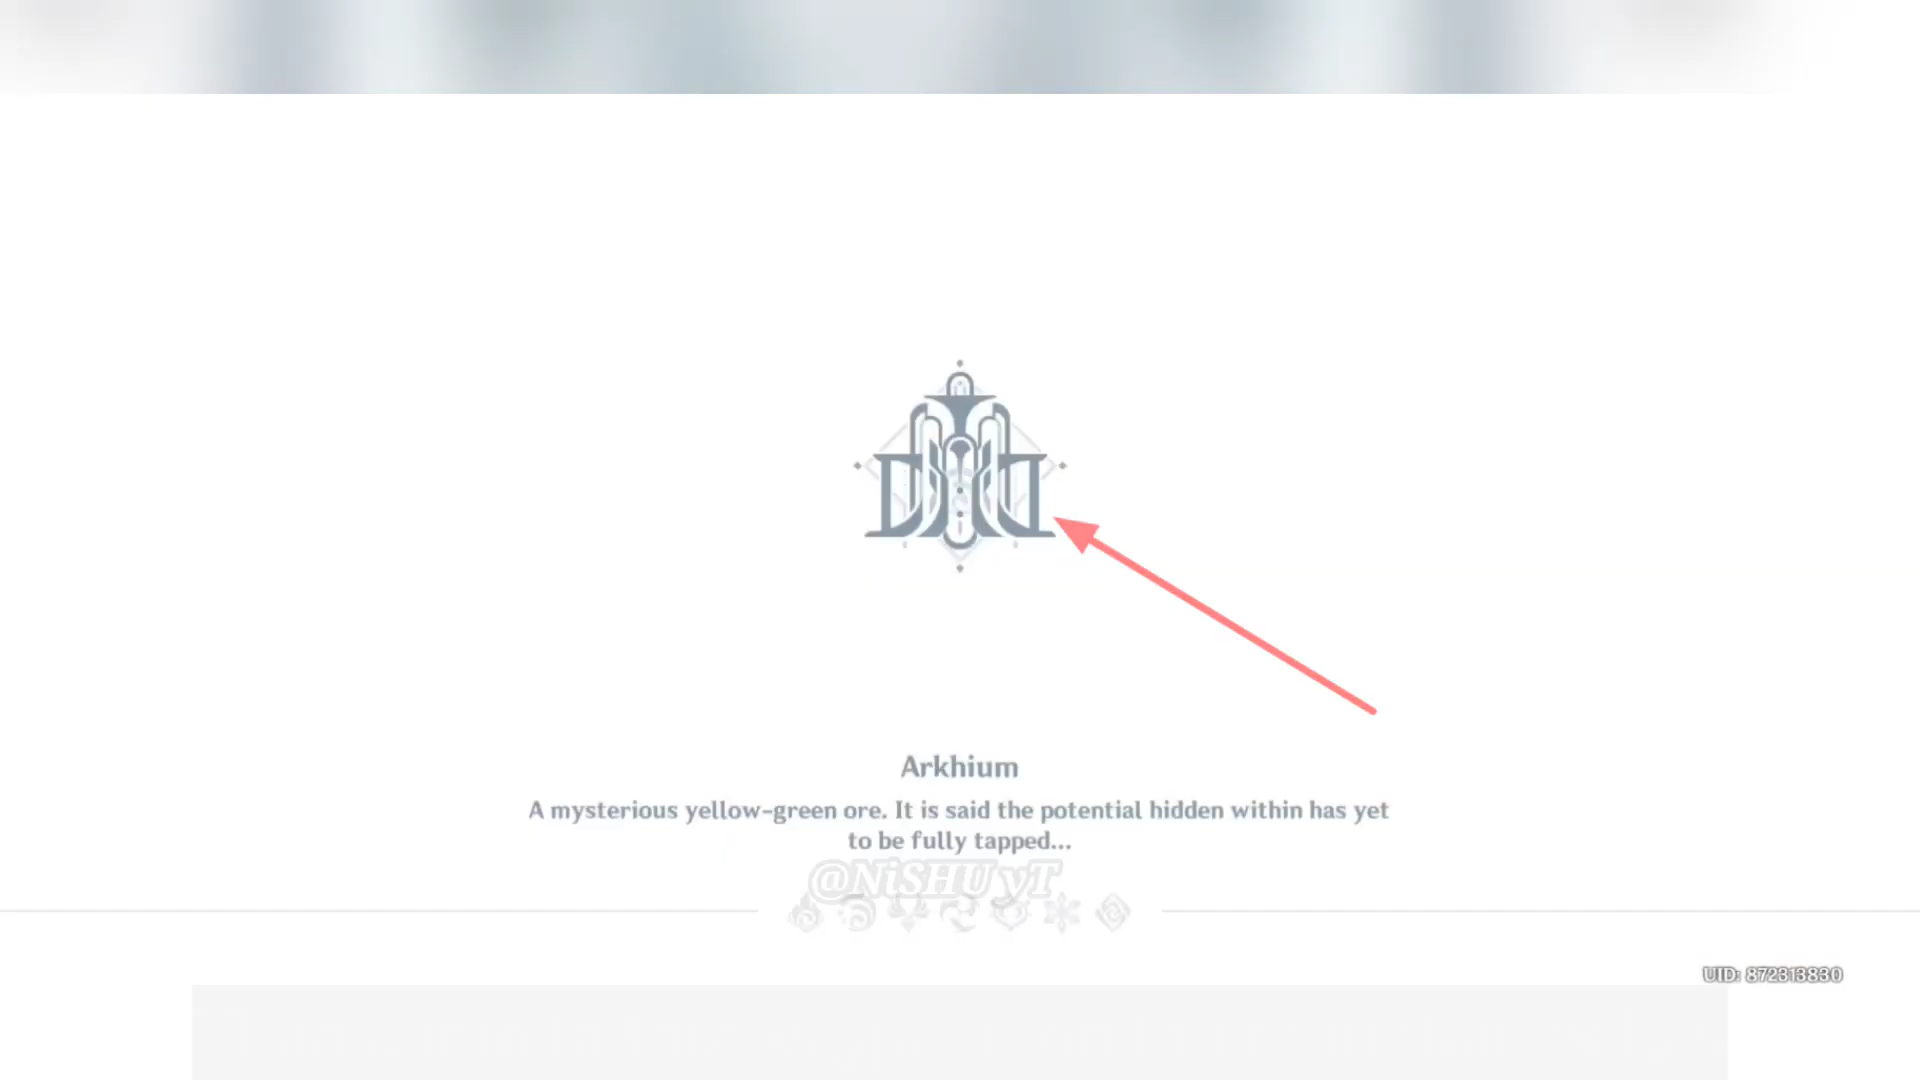 Arkhium
A mysterious yellow-green ore. It is said the potential hidden within has yet
to be fully tapped...
@NiSHU yT
UID: 872313830